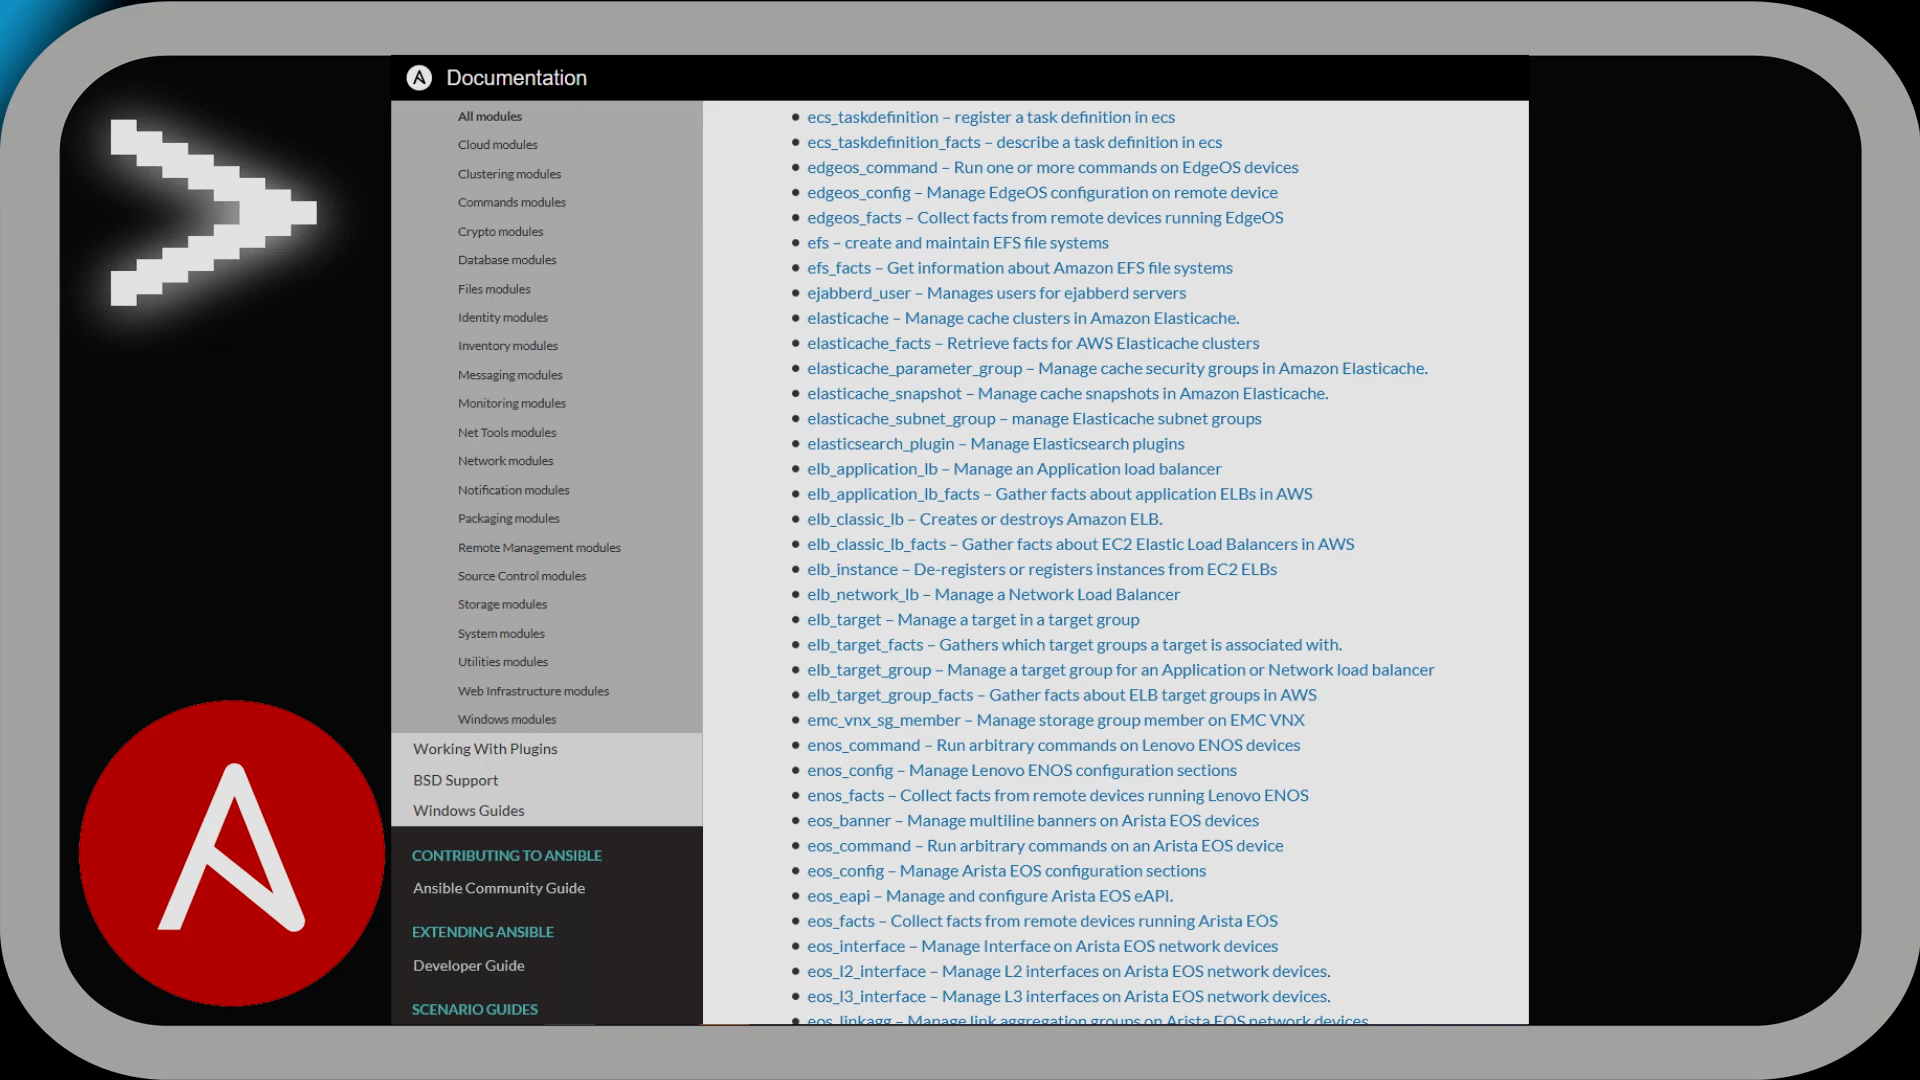 Documentation
All modules
Cloud modules
Clustering modules
Commands modules
Crypto modules
Database modules
Files modules
Identity modules
Inventory modules
Messaging modules
Monitoring modules
Net Tools modules
Network modules
Notification modules
Packaging modules
Remote Management modules
Source Control modules
Storage modules
System modules
Utilities modules
Web Infrastructure modules
Windows modules
Working With Plugins
BSD Support
Windows Guides
CONTRIBUTING TO ANSIBLE
Ansible Community Guide
EXTENDING ANSIBLE
Developer Guide
SCENARIO GUIDES
ecs_taskdefinition – register a task definition in ecs
ecs_taskdefinition_facts – describe a task definition in ecs
edgeos_command – Run one or more commands on EdgeOS devices
edgeos_config – Manage EdgeOS configuration on remote device
edgeos_facts – Collect facts from remote devices running EdgeOS
efs – create and maintain EFS file systems
efs_facts – Get information about Amazon EFS file systems
ejabberd_user – Manages users for ejabberd servers
elasticache – Manage cache clusters in Amazon Elasticache.
elasticache_facts – Retrieve facts for AWS Elasticache clusters
elasticache_parameter_group – Manage cache security groups in Amazon Elasticache.
elasticache_snapshot – Manage cache snapshots in Amazon Elasticache.
elasticache_subnet_group – manage Elasticache subnet groups
elasticsearch_plugin – Manage Elasticsearch plugins
elb_application_lb – Manage an Application load balancer
elb_application_lb_facts – Gather facts about application ELBs in AWS
elb_classic_lb – Creates or destroys Amazon ELB.
elb_classic_lb_facts – Gather facts about EC2 Elastic Load Balancers in AWS
elb_instance – De-registers or registers instances from EC2 ELBs
elb_network_lb – Manage a Network Load Balancer
elb_target – Manage a target in a target group
elb_target_facts – Gathers which target groups a target is associated with.
elb_target_group – Manage a target group for an Application or Network load balancer
elb_target_group_facts – Gather facts about ELB target groups in AWS
emc_vnx_sg_member – Manage storage group member on EMC VNX
enos_command – Run arbitrary commands on Lenovo ENOS devices
enos_config – Manage Lenovo ENOS configuration sections
enos_facts – Collect facts from remote devices running Lenovo ENOS
eos_banner – Manage multiline banners on Arista EOS devices
eos_command – Run arbitrary commands on an Arista EOS device
eos_config – Manage Arista EOS configuration sections
eos_eapi – Manage and configure Arista EOS eAPI.
eos_facts – Collect facts from remote devices running Arista EOS
eos_interface – Manage Interface on Arista EOS network devices
eos_l2_interface – Manage L2 interfaces on Arista EOS network devices.
eos_l3_interface – Manage L3 interfaces on Arista EOS network devices.
eos_linkagg – Manage link aggregation groups on Arista EOS network devices